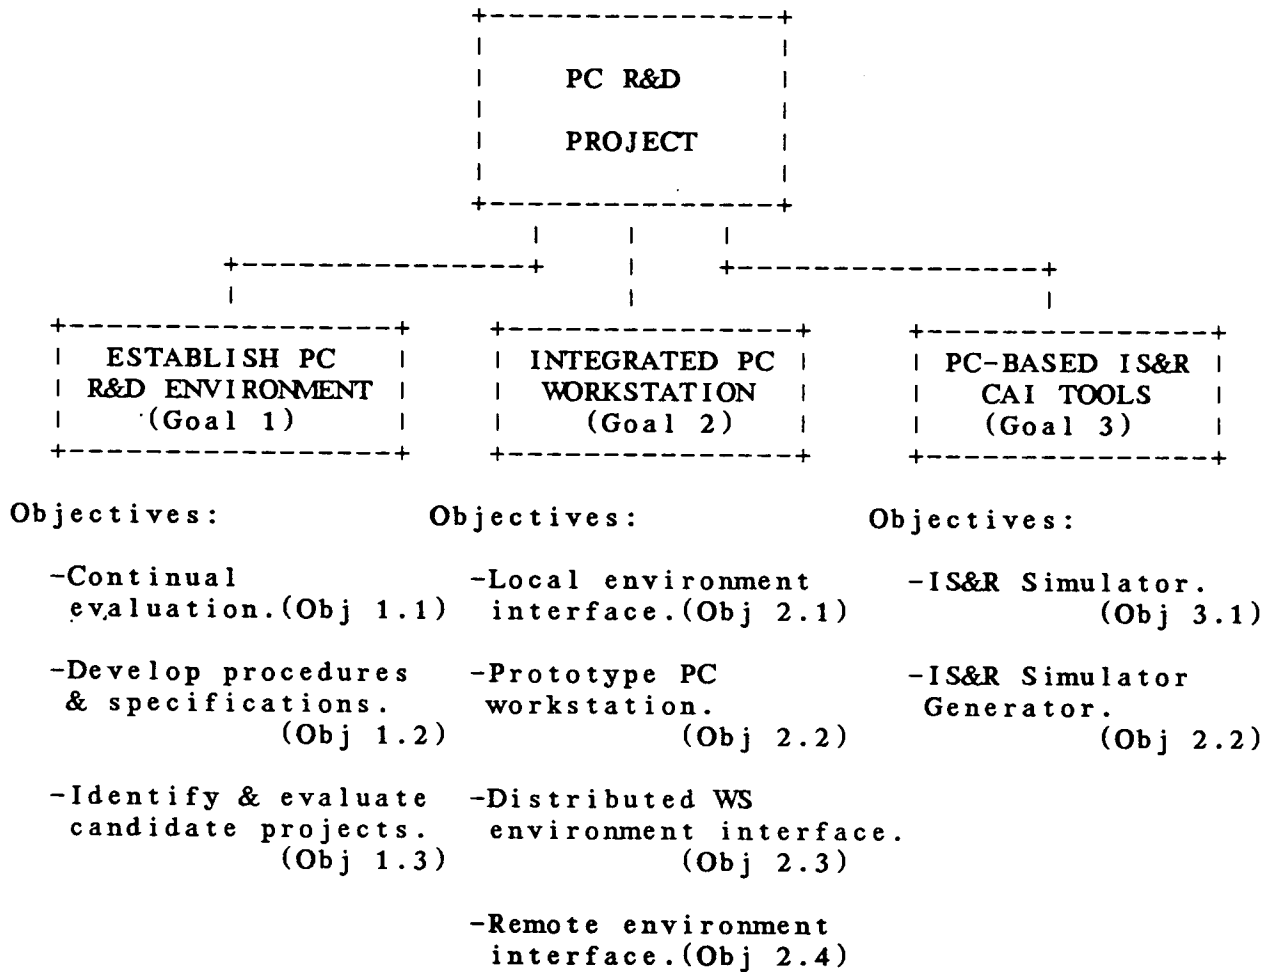 PC R&D
PROJECT
ESTABLISH PC
R&D ENVIRONMENT
(Goal 1)
INTEGRATED PC
WORKSTATION
(Goal 2)
PC-BASED IS&R
CAI TOOLS
(Goal 3)
Objectives:
-Continual
evaluation.(Obj 1.1)
-Develop procedures
& specifications.
(Obj 1.2)
-Identify & evaluate
candidate projects.
(Obj 1.3)
Objectives:
-Local environment
interface.(Obj 2.1)
-Prototype PC
workstation.
(Obj 2.2)
-Distributed WS
environment interface.
(Obj 2.3)
-Remote environment
interface.(Obj 2.4)
Objectives:
-IS&R Simulator.
(Obj 3.1)
-IS&R Simulator
Generator.
(Obj 2.2)